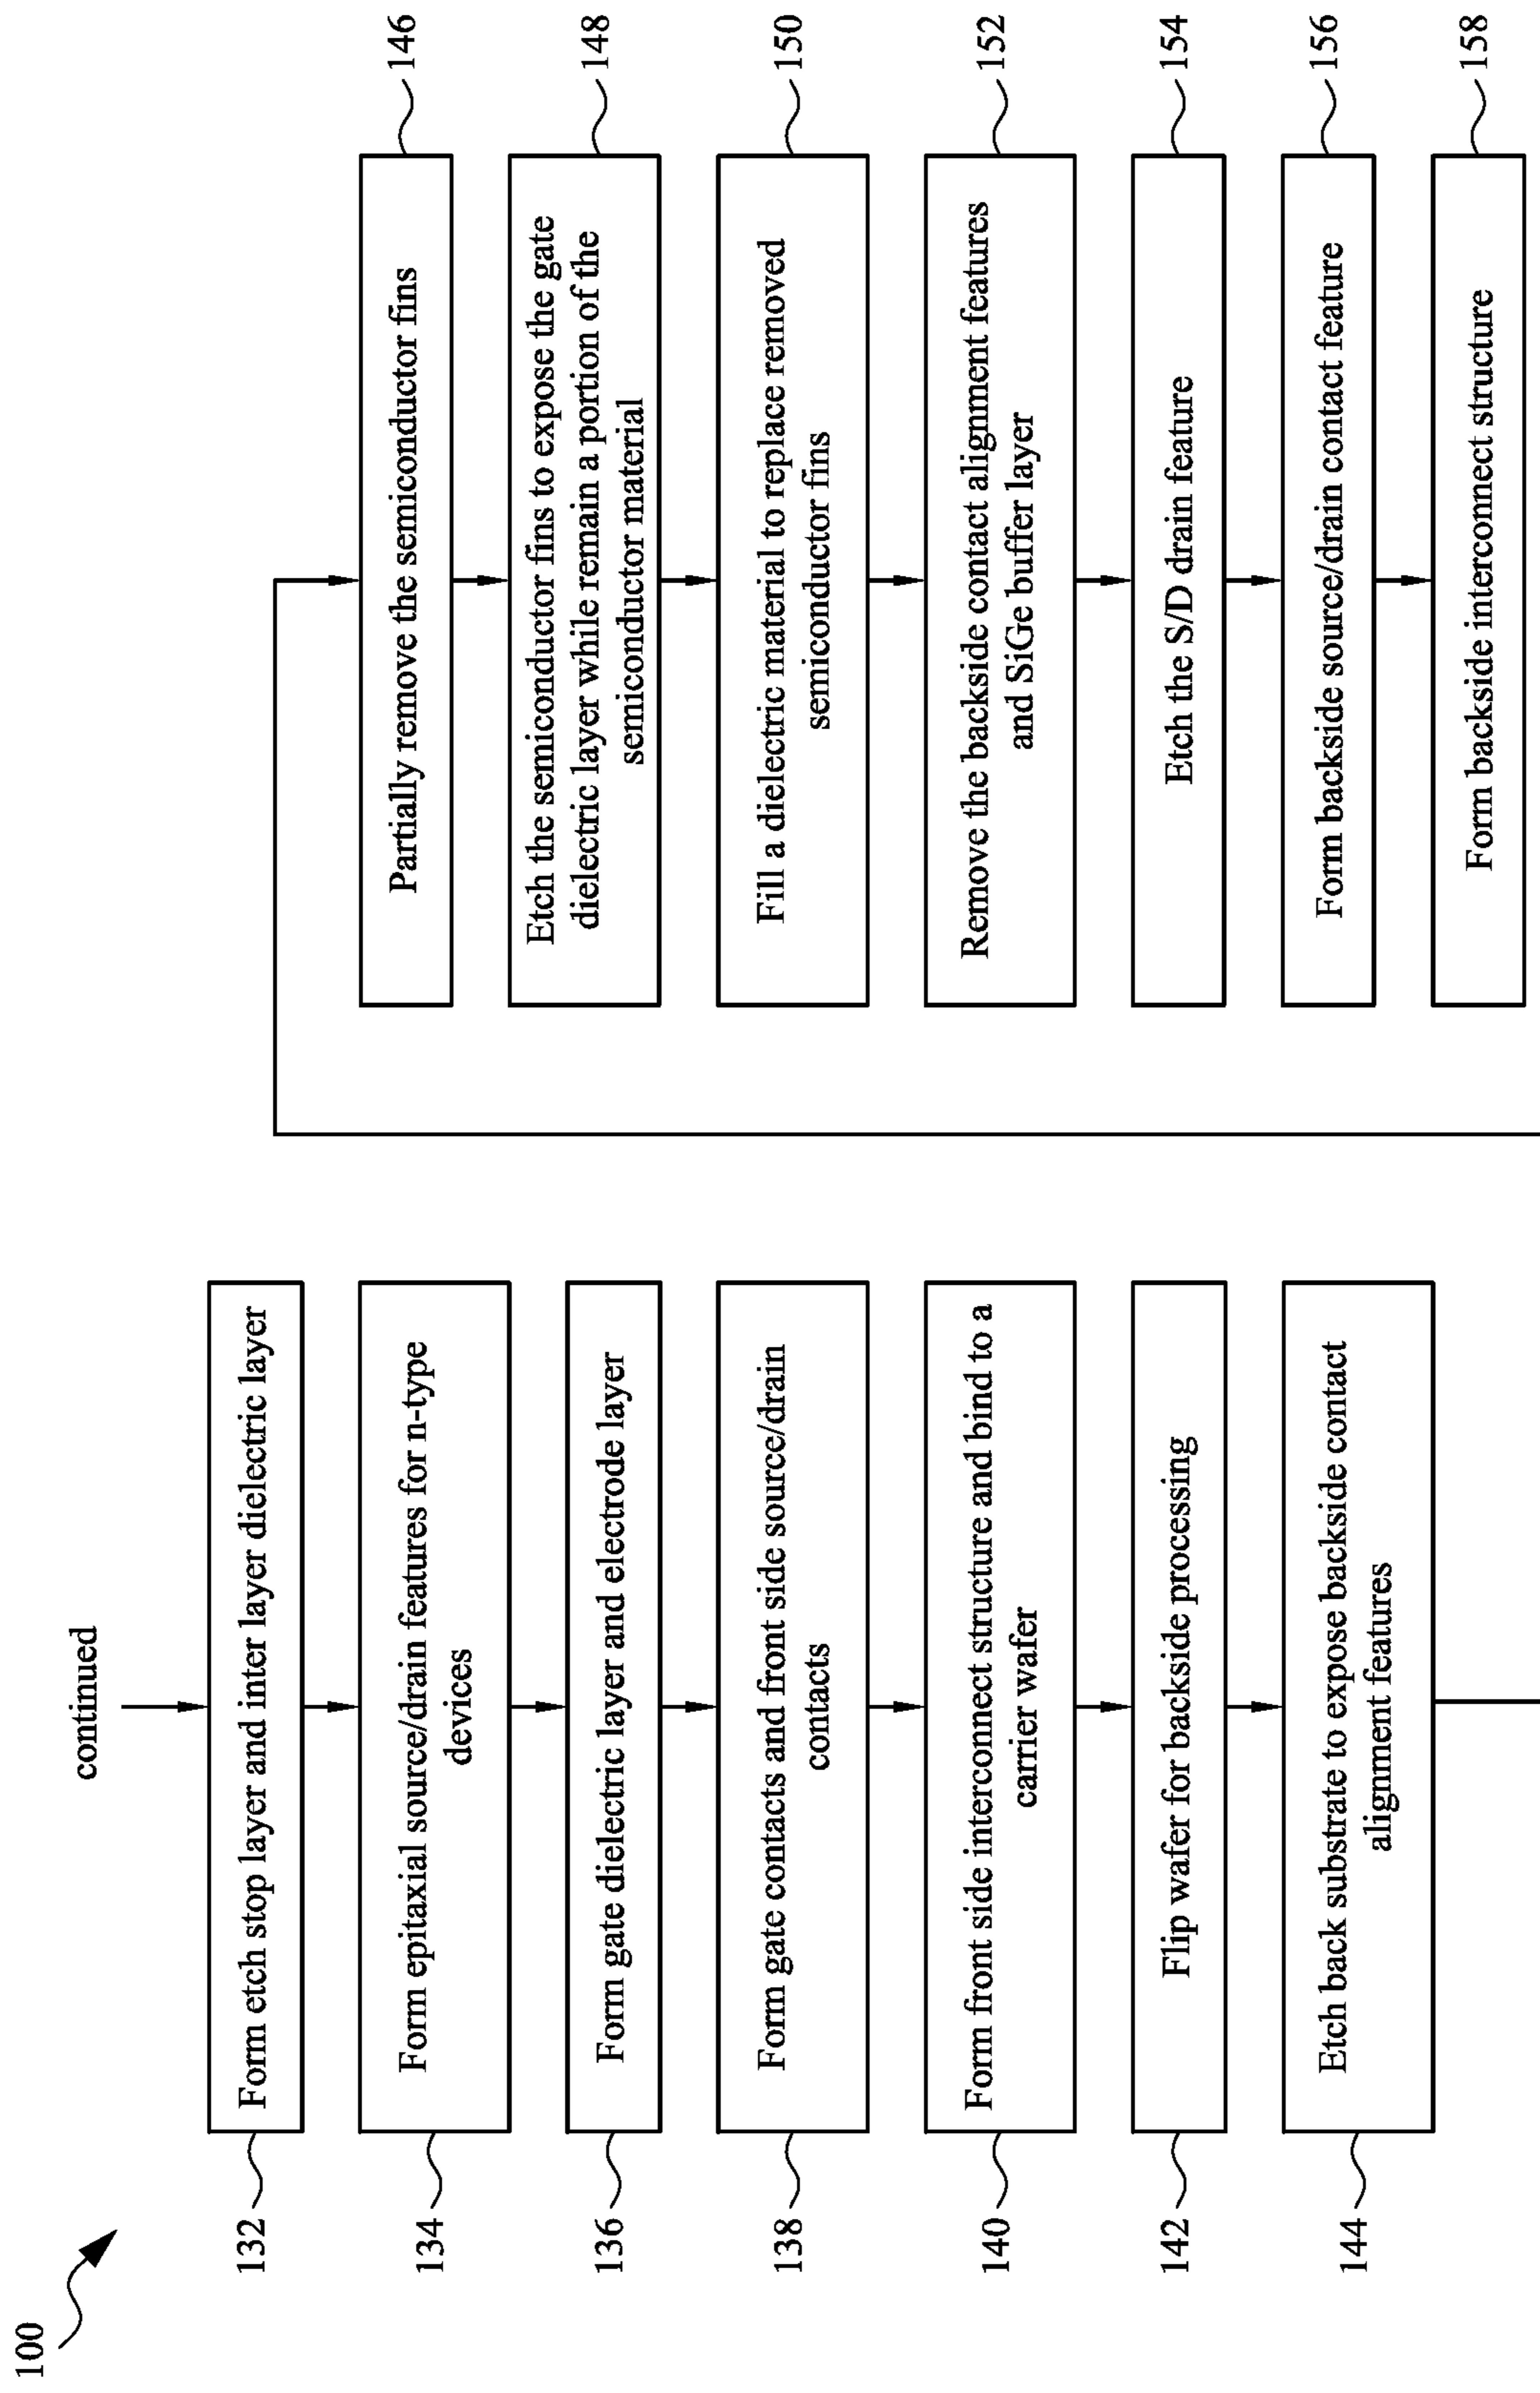 100
continued
132
Form etch stop layer and inter layer dielectric layer
134
Form epitaxial source/drain features for n-type
devices
136
Form gate dielectric layer and electrode layer
138
Form gate contacts and front side source/drain
contacts
140
Form front side interconnect structure and bind to a
carrier wafer
142
Flip wafer for backside processing
144
Etch back substrate to expose backside contact
alignment features
Partially remove the semiconductor fins
146
Etch the semiconductor fins to expose the gate
dielectric layer while remain a portion of the
semiconductor material
148
Fill a dielectric material to replace removed
semiconductor fins
150
Remove the backside contact alignment features
and SiGe buffer layer
152
Etch the S/D drain feature
154
Form backside source/drain contact feature
156
Form backside interconnect structure
158